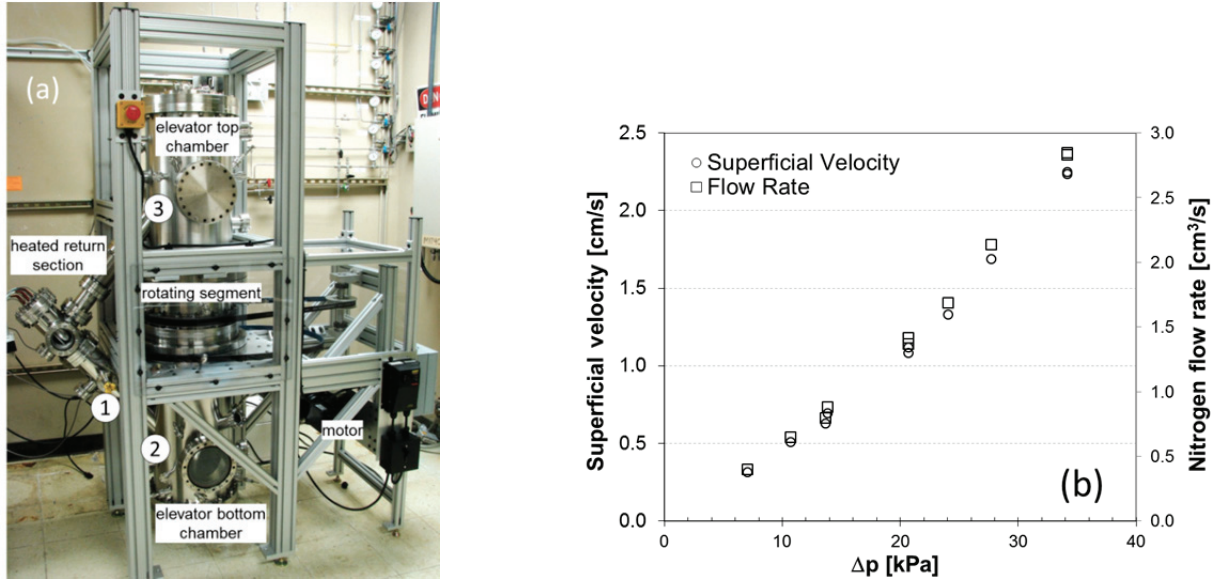 (a)
elevator top
chamber
3
heated return
section
rotating segment
1
motor
2
elevator bottom
chamber
Superficial velocity [cm/s]
2.5
2.0
1.5
1.0
0.5
0.0
Superficial Velocity
Flow Rate
(b)
3.0
2.5
2.0
1.5
1.0
0.5
0.0
Nitrogen flow rate [cm³/s]
0
10
20
30
40
Δp [kPa]